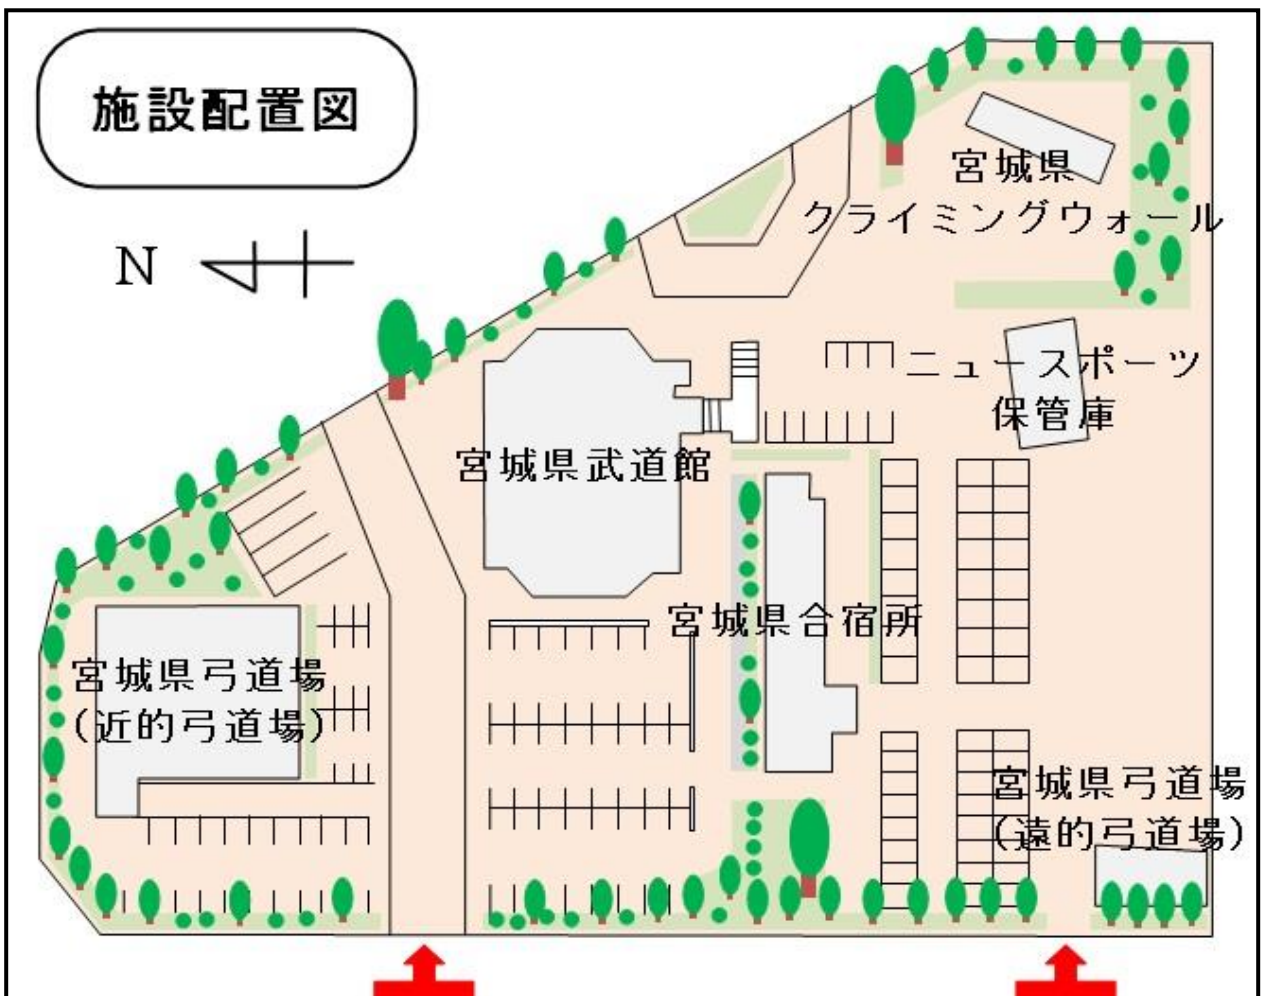 施設配置図
N
宮城県
クライミングウォール
ニュースポーツ
保管庫
宮城県武道館
宮城県合宿所
宮城県弓道場
(近的弓道場)
宮城県弓道場
(遠的弓道場)